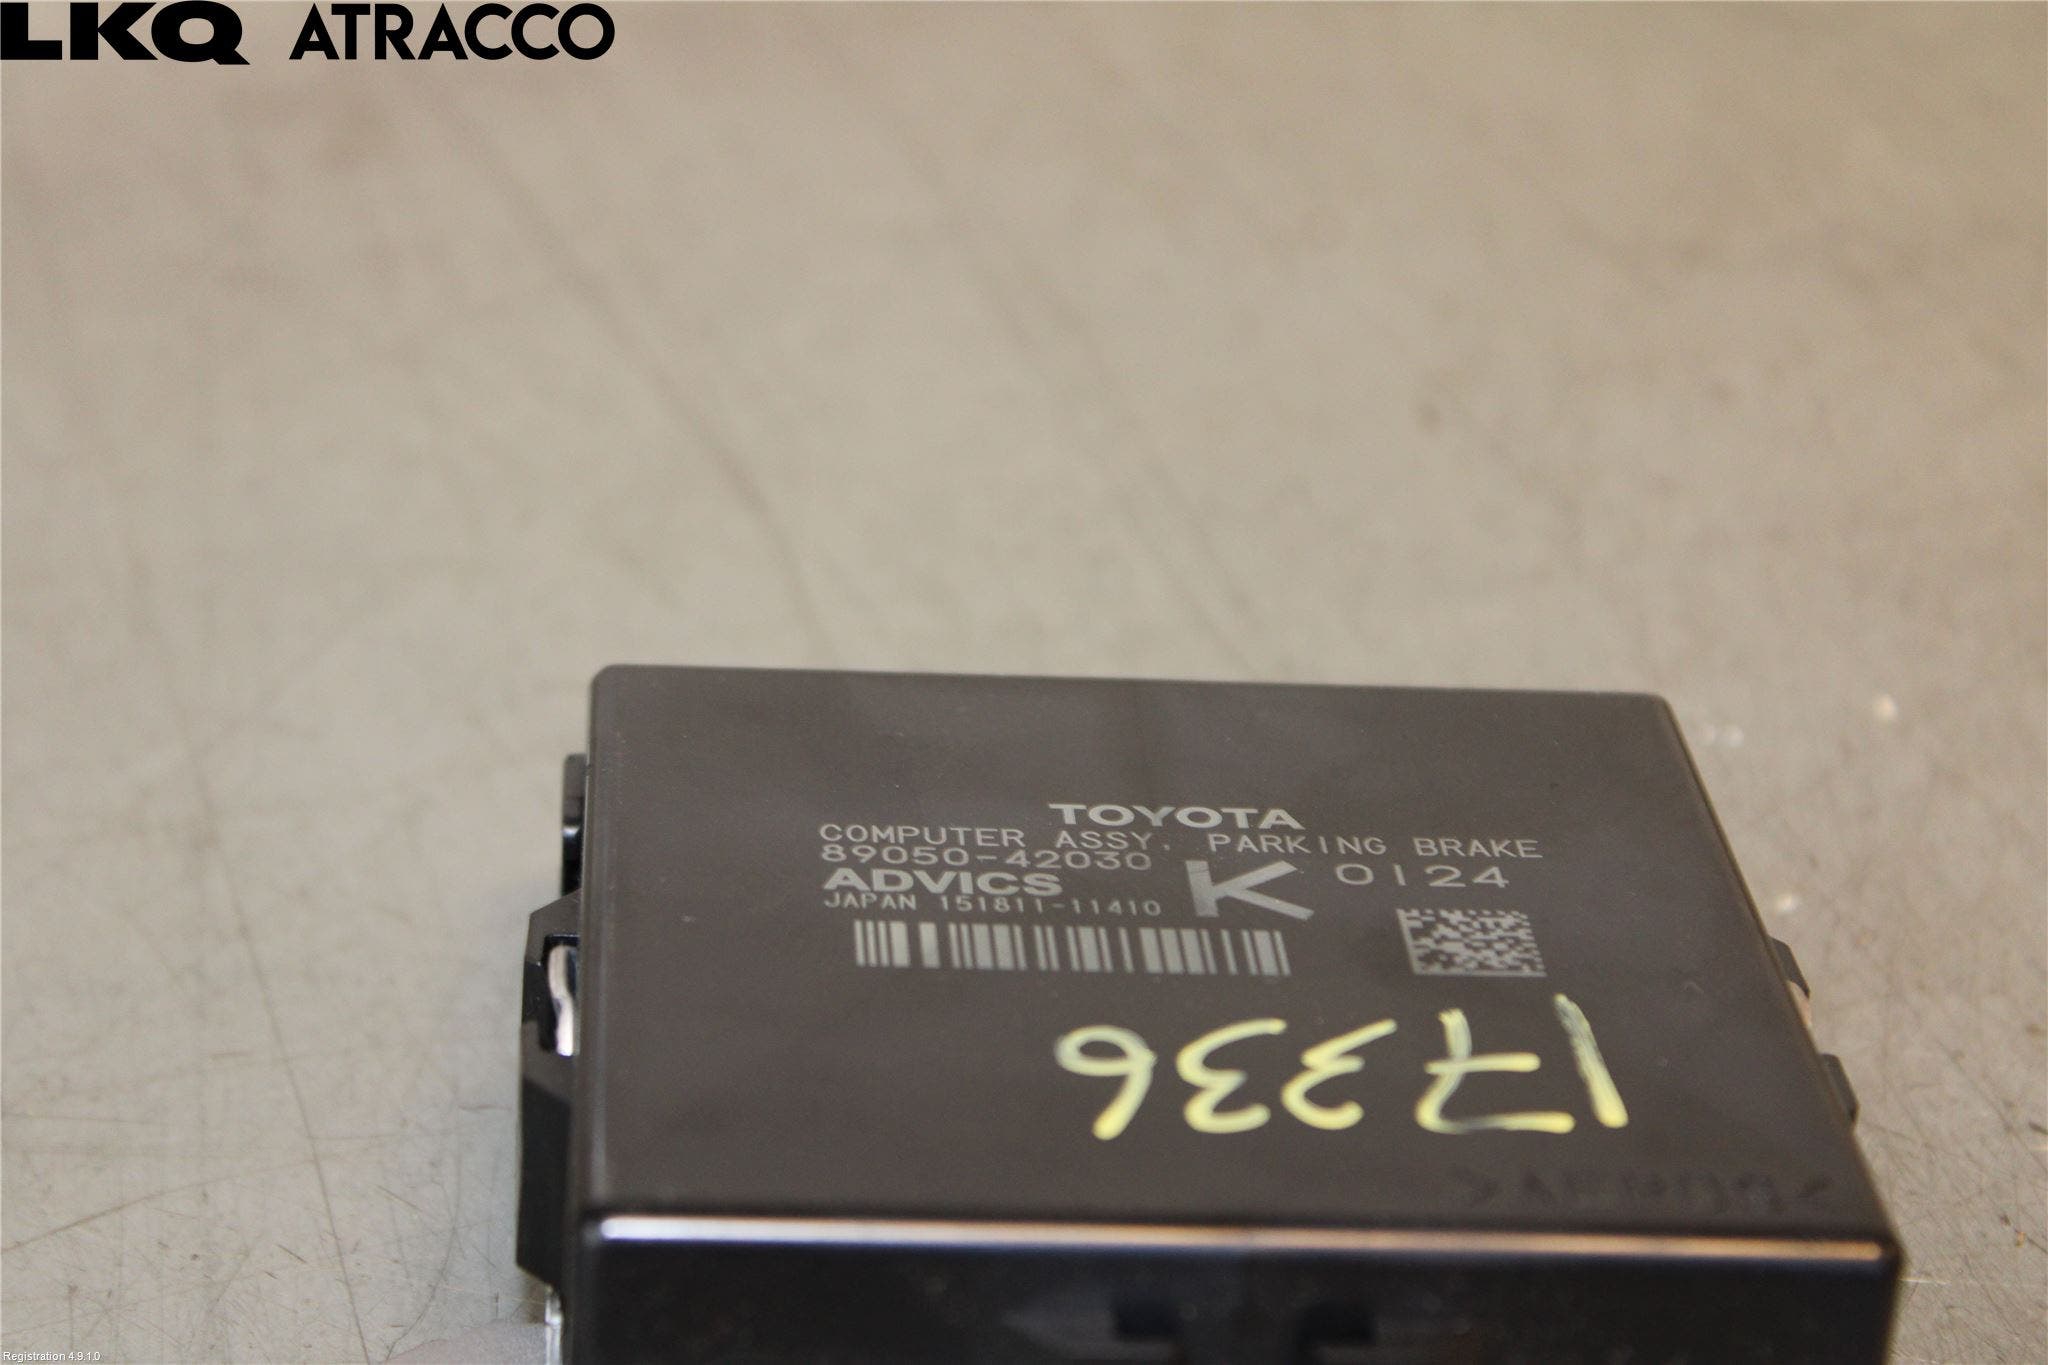 LKQ ATRACCO
TOYOTA
COMPUTER ASSY, PARKING BRAKE
89050-42030
K 0124
ADVICS
JAPAN 151811-11410
17336
Registration 4.9.1.0